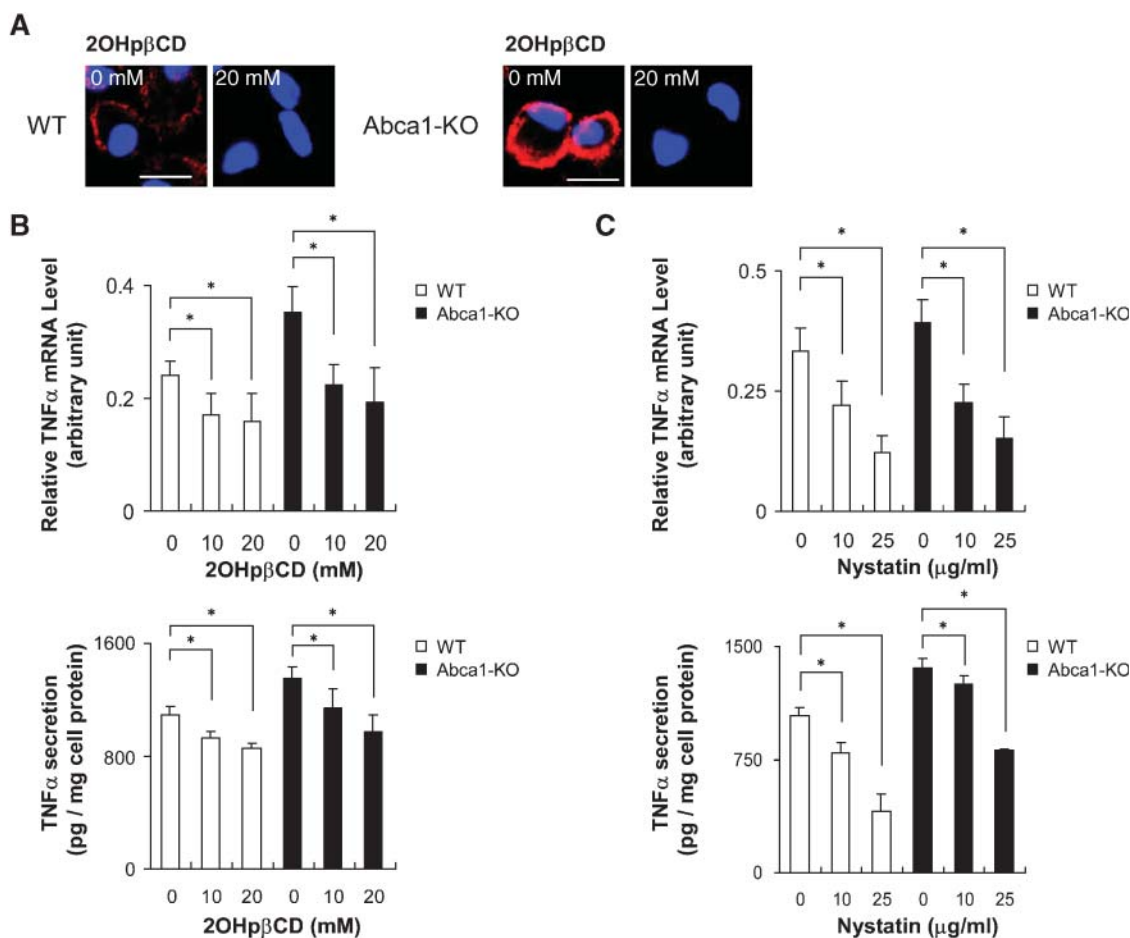 A
2OHpβCD
0 mM
20 mM
WT
2OHpβCD
0 mM
20 mM
Abca1-KO
B
Relative TNFα mRNA Level
(arbitrary unit)
0.4
0.2
0
*
*
*
*
WT
Abca1-KO
0 10 20 0 10 20
2OHpβCD (mM)
TNFα secretion
(pg / mg cell protein)
1600
800
0
*
*
*
*
WT
Abca1-KO
0 10 20 0 10 20
2OHpβCD (mM)
C
Relative TNFα mRNA Level
(arbitrary unit)
0.5
0.25
0
*
*
*
*
WT
Abca1-KO
0 10 25 0 10 25
Nystatin (μg/ml)
TNFα secretion
(pg / mg cell protein)
1500
750
0
*
*
*
*
WT
Abca1-KO
0 10 25 0 10 25
Nystatin (μg/ml)